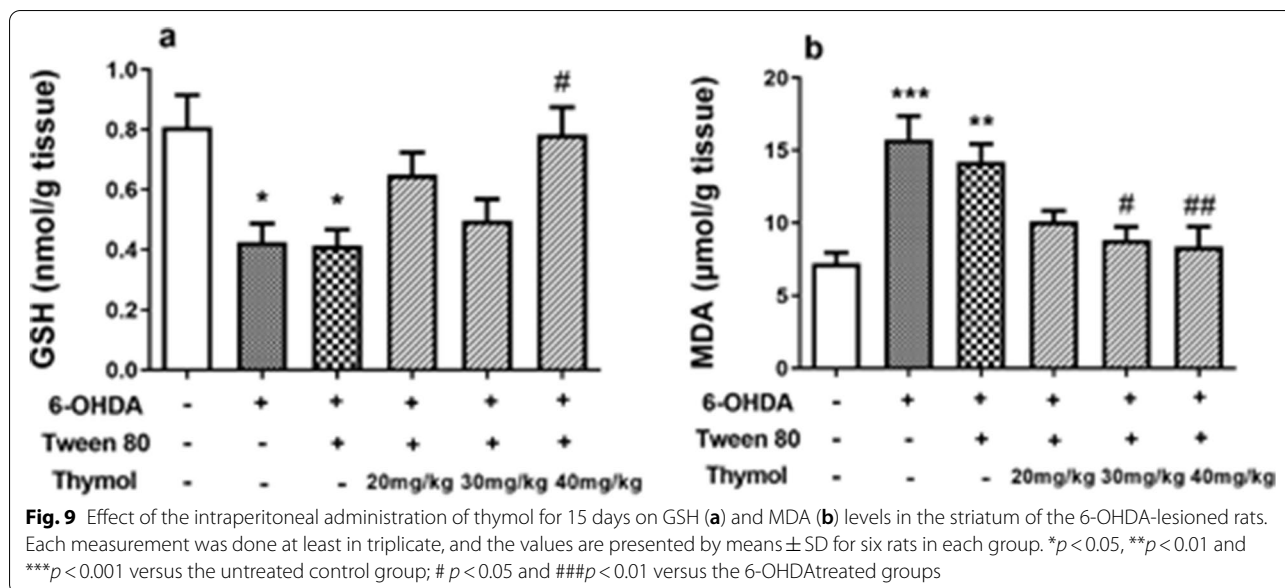 a
GSH (nmol/g tissue)
1.0
0.8
0.6
0.4
0.2
0.0
*
*
#
6-OHDA - + + + + +
Tween 80 - - + + + +
Thymol - - - 20mg/kg 30mg/kg 40mg/kg
b
MDA (µmol/g tissue)
20
15
10
5
0
***
**
#
##
6-OHDA - + + + + +
Tween 80 - - + + + +
Thymol - - - 20mg/kg 30mg/kg 40mg/kg
Fig. 9 Effect of the intraperitoneal administration of thymol for 15 days on GSH (a) and MDA (b) levels in the striatum of the 6-OHDA-lesioned rats.
Each measurement was done at least in triplicate, and the values are presented by means ± SD for six rats in each group. *p < 0.05, **p < 0.01 and
***p < 0.001 versus the untreated control group; # p < 0.05 and ###p < 0.01 versus the 6-OHDAtreated groups